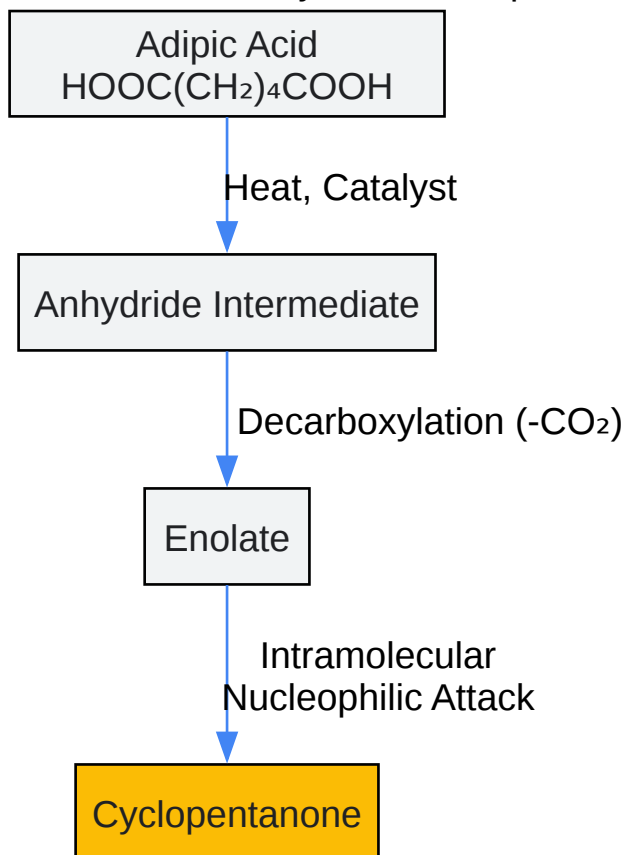 Adipic Acid
HOOC(CH₂)₄COOH
Heat, Catalyst
Anhydride Intermediate
Decarboxylation (-CO₂)
Enolate
Intramolecular
Nucleophilic Attack
Cyclopentanone